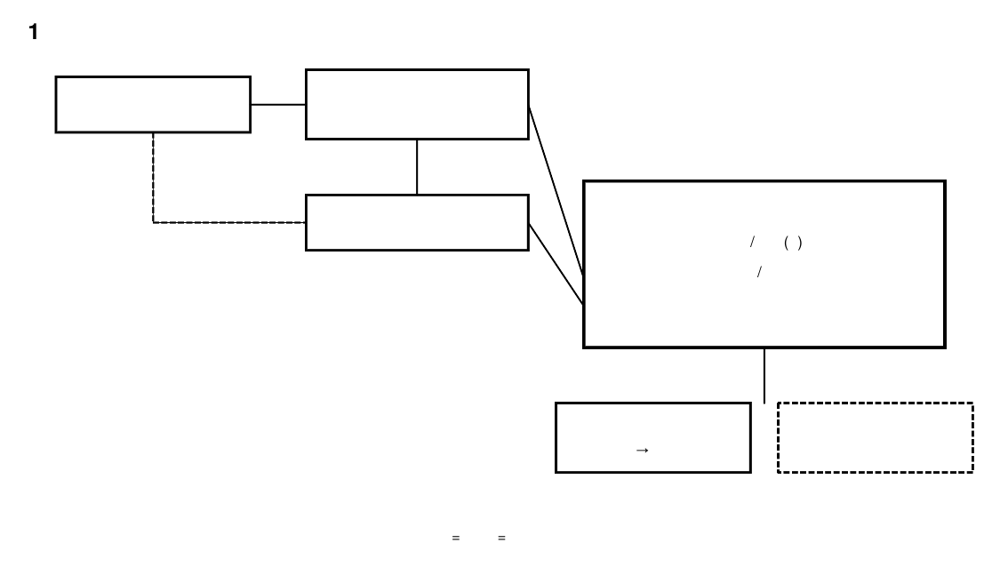 1
/ ( )
/
→
= =